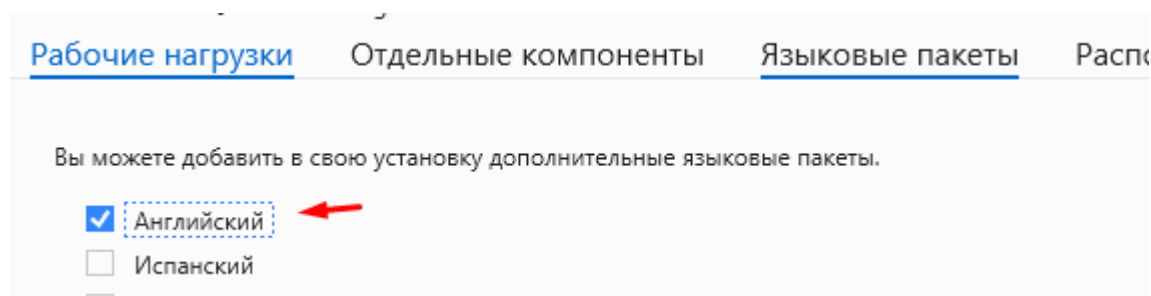 Рабочие нагрузки Отдельные компоненты Языковые пакеты
Вы можете добавить в свою установку дополнительные языковые пакеты.
Английский
Испанский